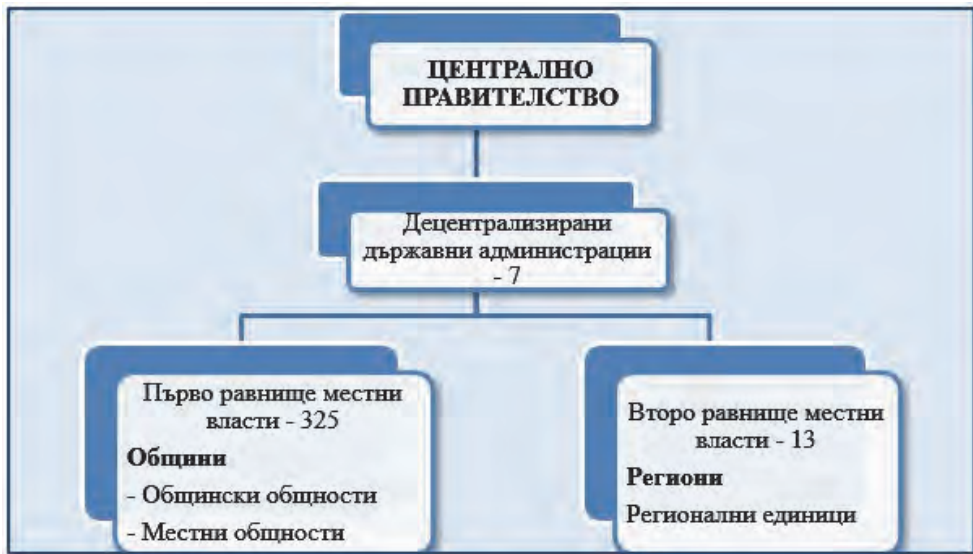 ЦЕНТРАЛНО
ПРАВИТЕЛСТВО
Децентрализирани
държавни администрации
- 7
Първо равнище местни
власти - 325
Общини
- Общински общности
- Местни общности
Второ равнище местни
власти - 13
Региони
Регионални единици